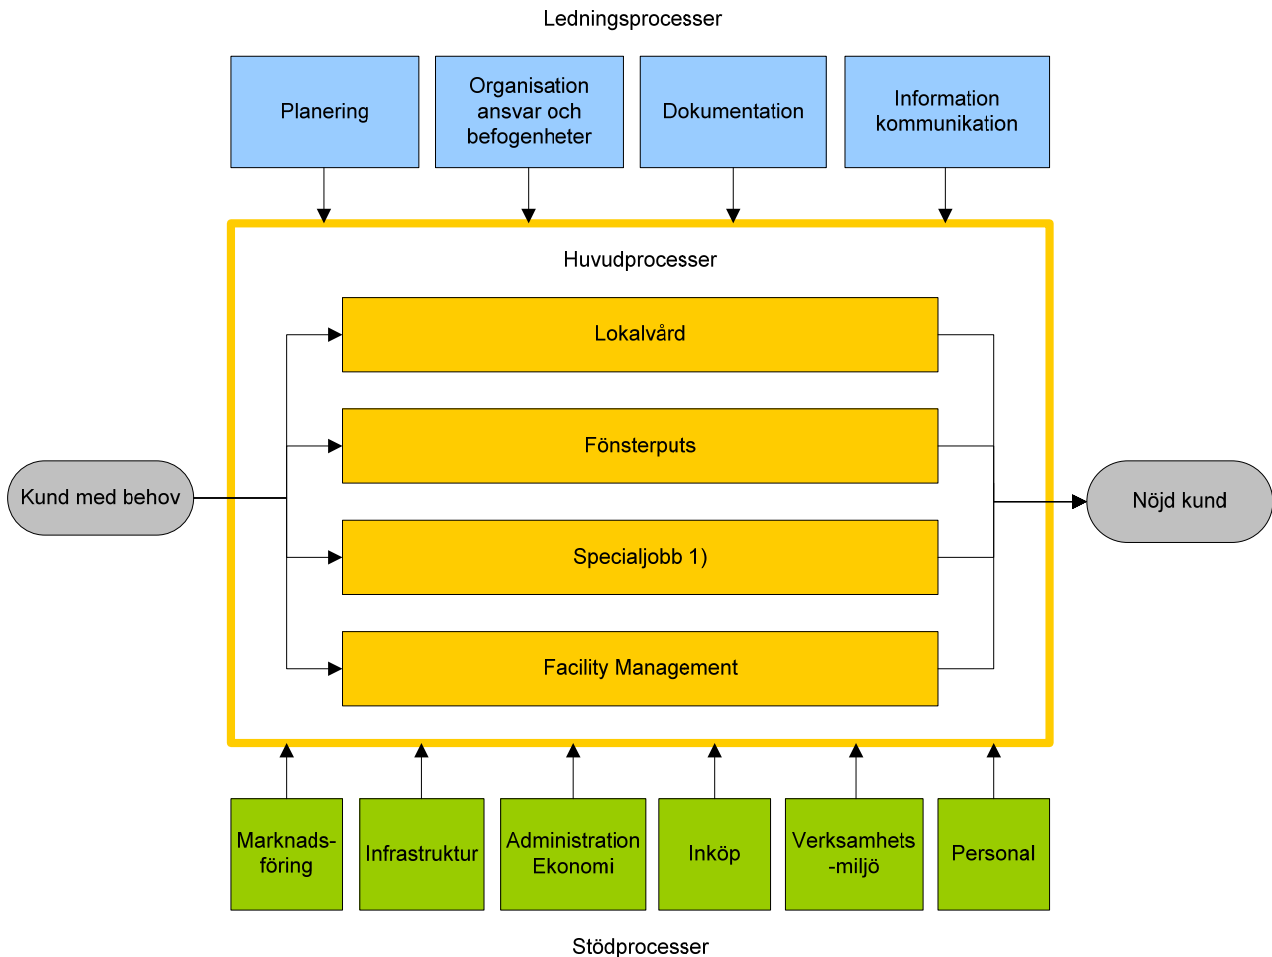 Ledningsprocesser
Planering
Organisation
ansvar och
befogenheter
Dokumentation
Information
kommunikation
Huvudprocesser
Lokalvård
Fönsterputs
Kund med behov
Nöjd kund
Specialjobb 1)
Facility Management
Marknads-
föring
Infrastruktur
Administration
Ekonomi
Inköp
Verksamhets
-miljö
Personal
Stödprocesser